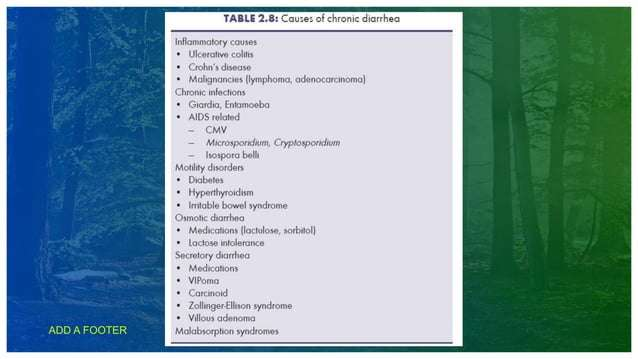 TABLE 2.8: Causes of chronic diarrhea
Inflammatory causes
• Ulcerative colitis
• Crohn's disease
• Malignancies (lymphoma, adenocarcinoma)
Chronic infections
• Giardia, Entamoeba
• AIDS related
– CMV
– Microsporidium, Cryptosporidium
– Isospora belli
Motility disorders
• Diabetes
• Hyperthyroidism
• Irritable bowel syndrome
Osmotic diarrhea
• Medications (lactulose, sorbitol)
• Lactose intolerance
Secretory diarrhea
• Medications
• VIPoma
• Carcinoid
• Zollinger-Ellison syndrome
• Villous adenoma
Malabsorption syndromes
ADD A FOOTER